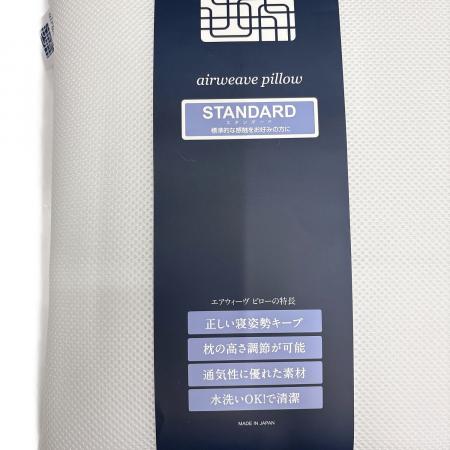 airweave pillow
STANDARD
スタンダード
標準的な感触をお好みの方に
エアウィーヴ ピローの特長
正しい寝姿勢キープ
枕の高さ調節が可能
通気性に優れた素材
水洗いOK!で清潔
MADE IN JAPAN